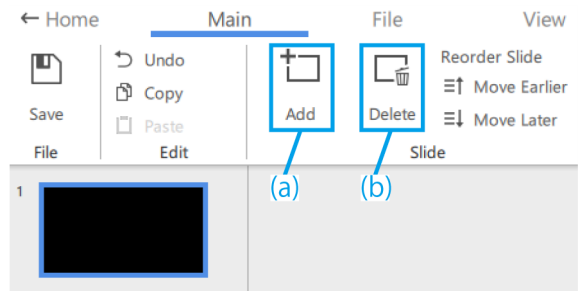 ← Home Main File View
Undo
Reorder Slide
Copy
Move Earlier
Save
Add
Delete
Paste
Move Later
File
Edit
Slide
(a)
(b)
1